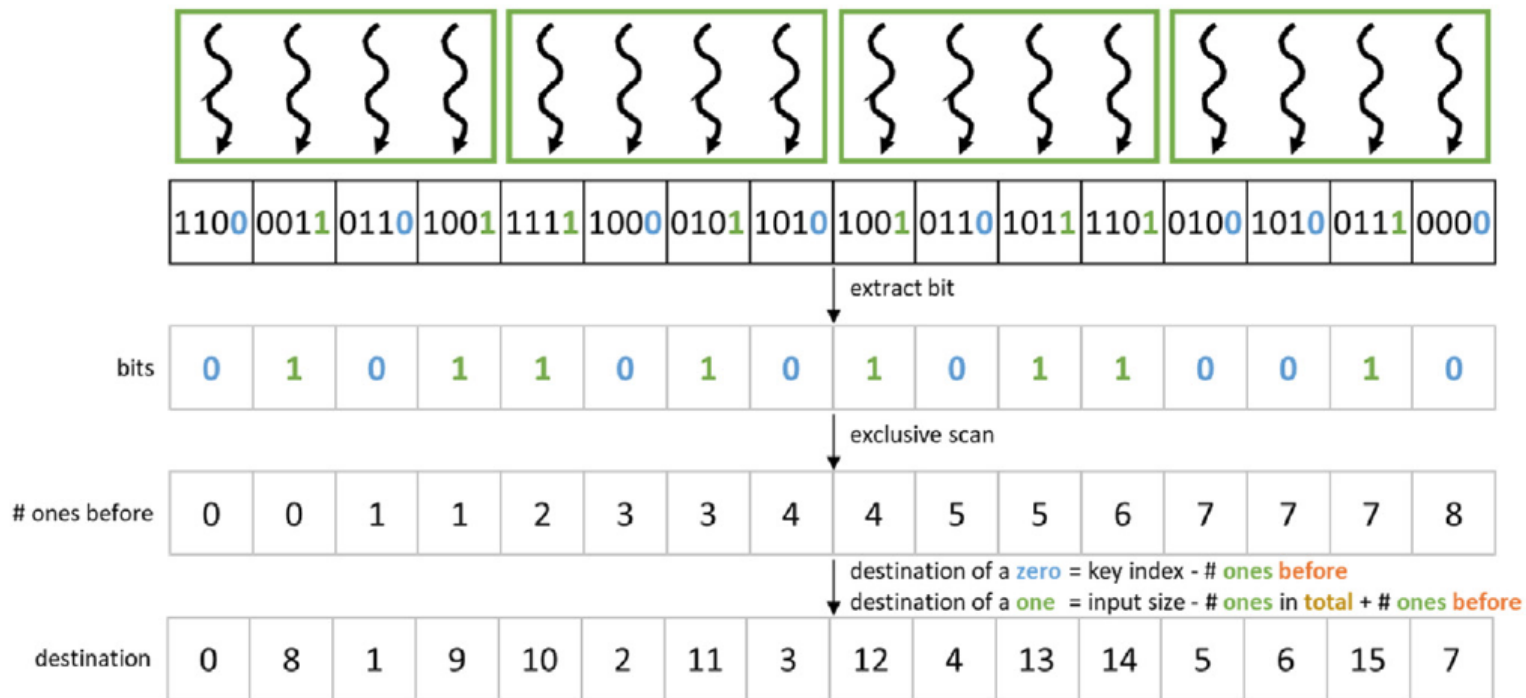 1100 0011 0110 1001 1111 1000 0101 1010 1001 0110 1011 1101 0100 1010 0111 0000
extract bit
bits 0 1 0 1 1 0 1 0 1 0 1 1 0 0 1 0
exclusive scan
# ones before 0 0 1 1 2 3 3 4 4 5 5 6 7 7 7 8
destination of a zero = key index - # ones before
destination of a one = input size - # ones in total + # ones before
destination 0 8 1 9 10 2 11 3 12 4 13 14 5 6 15 7